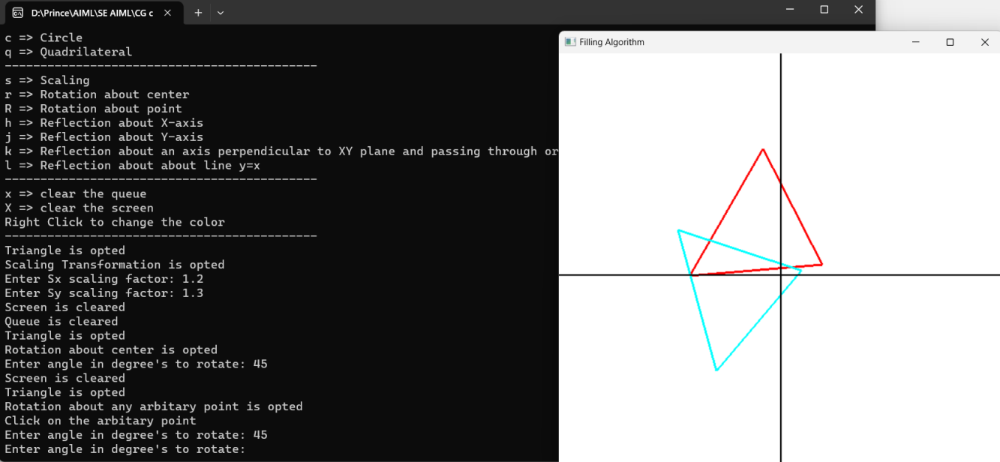 D:\Prince\AIML\SE AIML\CG c
c => Circle
q => Quadrilateral
--------------------------------------------
s => Scaling
r => Rotation about center
R => Rotation about point
h => Reflection about X-axis
j => Reflection about Y-axis
k => Reflection about an axis perpendicular to XY plane and passing through or
l => Reflection about about line y=x
--------------------------------------------
x => clear the queue
X => clear the screen
Right Click to change the color
--------------------------------------------
Triangle is opted
Scaling Transformation is opted
Enter Sx scaling factor: 1.2
Enter Sy scaling factor: 1.3
Screen is cleared
Queue is cleared
Triangle is opted
Rotation about center is opted
Enter angle in degree's to rotate: 45
Screen is cleared
Triangle is opted
Rotation about any arbitary point is opted
Click on the arbitary point
Enter angle in degree's to rotate: 45
Enter angle in degree's to rotate:
Filling Algorithm